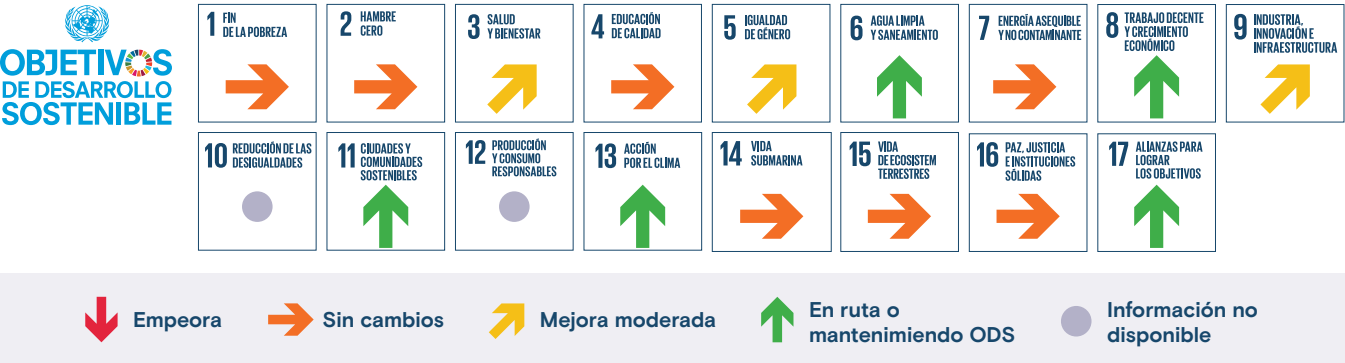 OBJETIVOS
DE DESARROLLO
SOSTENIBLE
1 FIN
DE LA POBREZA
2 HAMBRE
CERO
3 SALUD
Y BIENESTAR
4 EDUCACIÓN
DE CALIDAD
5 IGUALDAD
DE GÉNERO
6 AGUA LIMPIA
Y SANEAMIENTO
7 ENERGÍA ASEQUIBLE
Y NO CONTAMINANTE
8 TRABAJO DECENTE
Y CRECIMIENTO
ECONÓMICO
9 INDUSTRIA,
INNOVACIÓN E
INFRAESTRUCTURA
10 REDUCCIÓN DE LAS
DESIGUALDADES
11 CIUDADES Y
COMUNIDADES
SOSTENIBLES
12 PRODUCCIÓN
Y CONSUMO
RESPONSABLES
13 ACCIÓN
POR EL CLIMA
14 VIDA
SUBMARINA
15 VIDA
DE ECOSISTEM
TERRESTRES
16 PAZ, JUSTICIA
E INSTITUCIONES
SÓLIDAS
17 ALIANZAS PARA
LOGRAR
LOS OBJETIVOS
Empeora
Sin cambios
Mejora moderada
En ruta o
mantenimiendo ODS
Información no
disponible